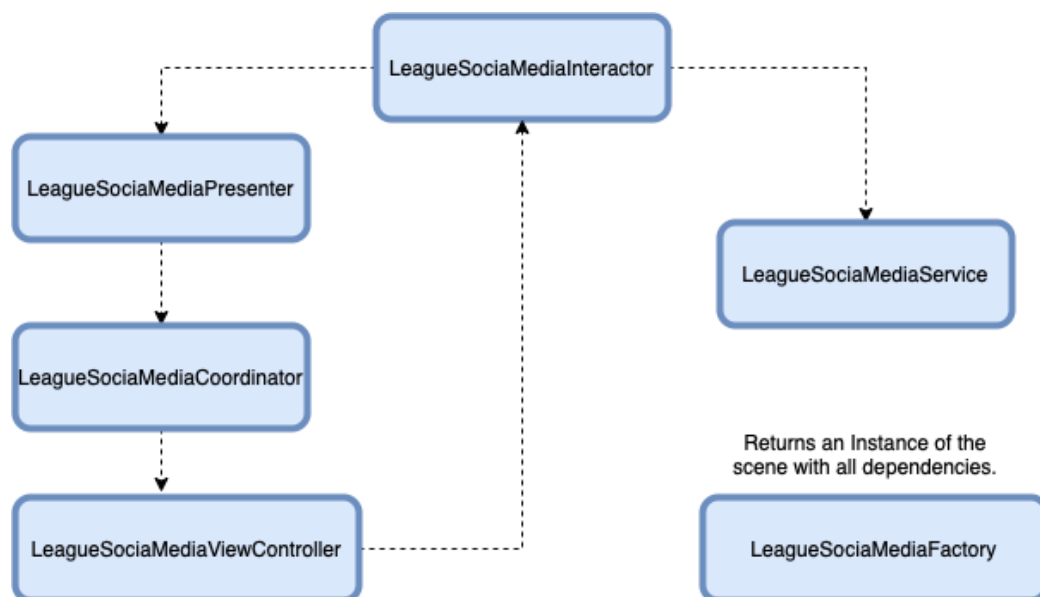 LeagueSociaMediaInteractor
LeagueSociaMediaPresenter
LeagueSociaMediaService
LeagueSociaMediaCoordinator
Returns an Instance of the
scene with all dependencies.
LeagueSociaMediaViewController
LeagueSociaMediaFactory